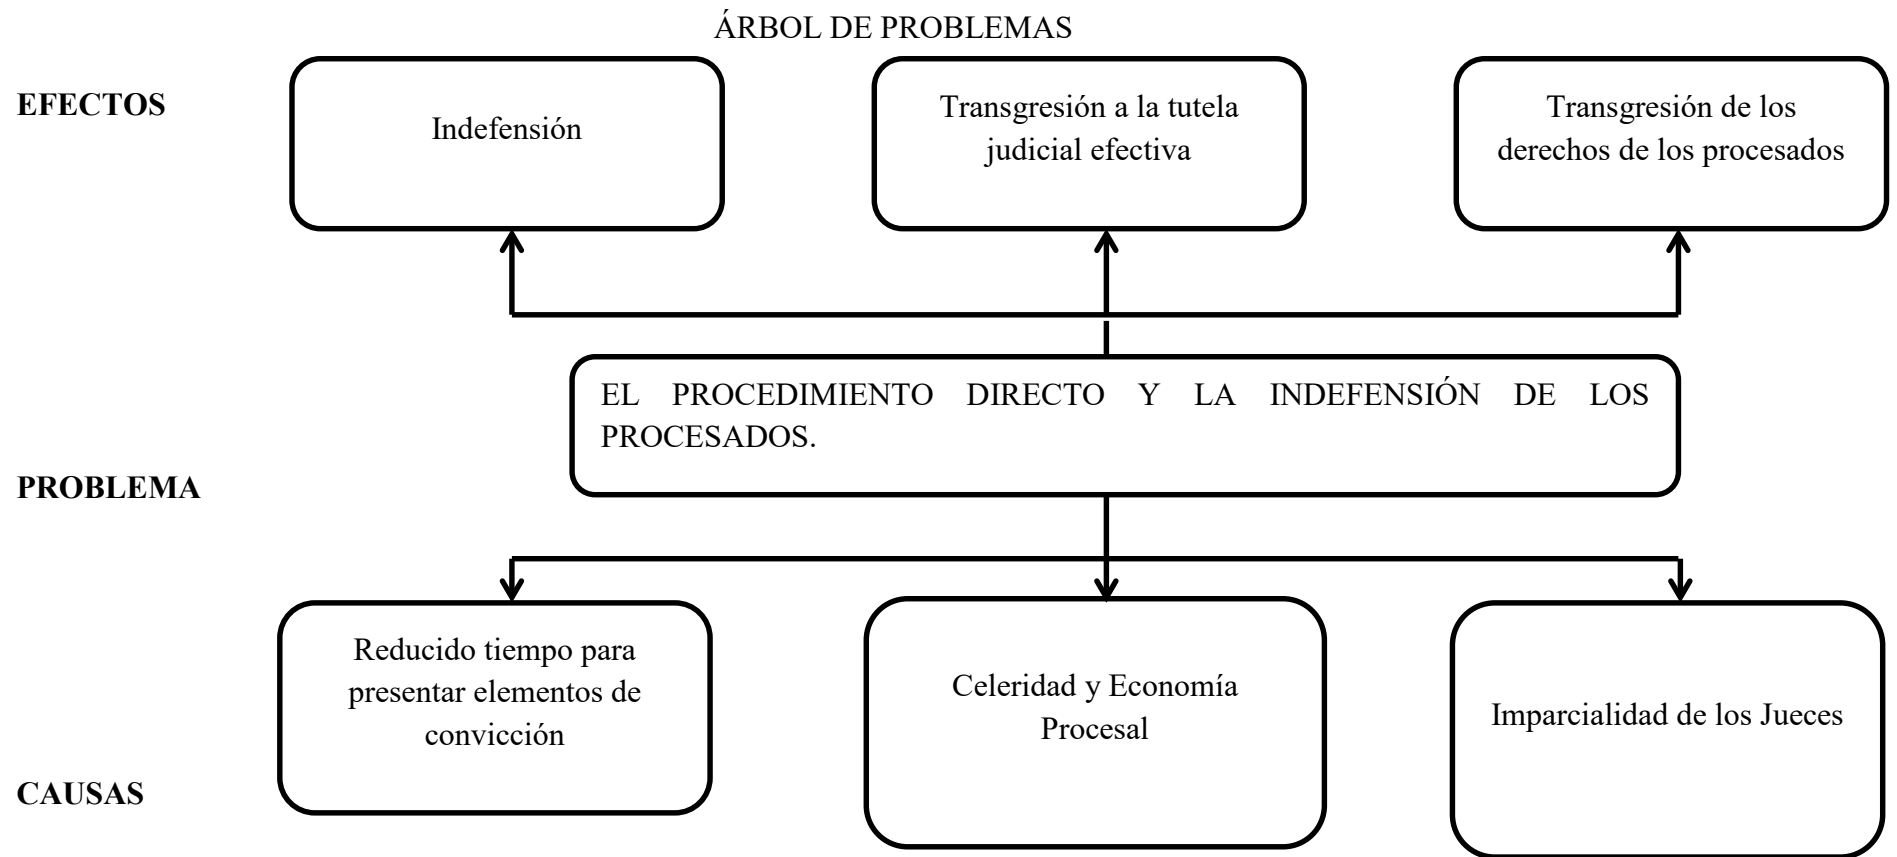 ÁRBOL DE PROBLEMAS
EFECTOS
Indefensión
Transgresión a la tutela
judicial efectiva
Transgresión de los
derechos de los procesados
EL PROCEDIMIENTO DIRECTO Y LA INDEFENSIÓN DE LOS
PROCESADOS.
PROBLEMA
Reducido tiempo para
presentar elementos de
convicción
Celeridad y Economía
Procesal
Imparcialidad de los Jueces
CAUSAS